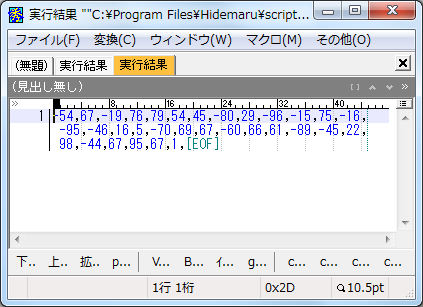 実行結果 ""C:¥Program Files¥Hidemaru¥script...
ファイル(F) 変換(C) ウィンドウ(W) マクロ(M) その他(O)
(無題) 実行結果 実行結果
(見出し無し)
8 16 24 32 40
1 -54,67,-19,76,79,54,45,-80,29,-96,-15,75,-16,
-95,-46,16,5,-70,69,67,-60,66,61,-89,-45,22,
98,-44,67,95,67,1,[EOF]
下.. 上.. 拡.. p... V... B... イ.. g... c... c... c... c...
1行 1桁 0x2D 10.5pt